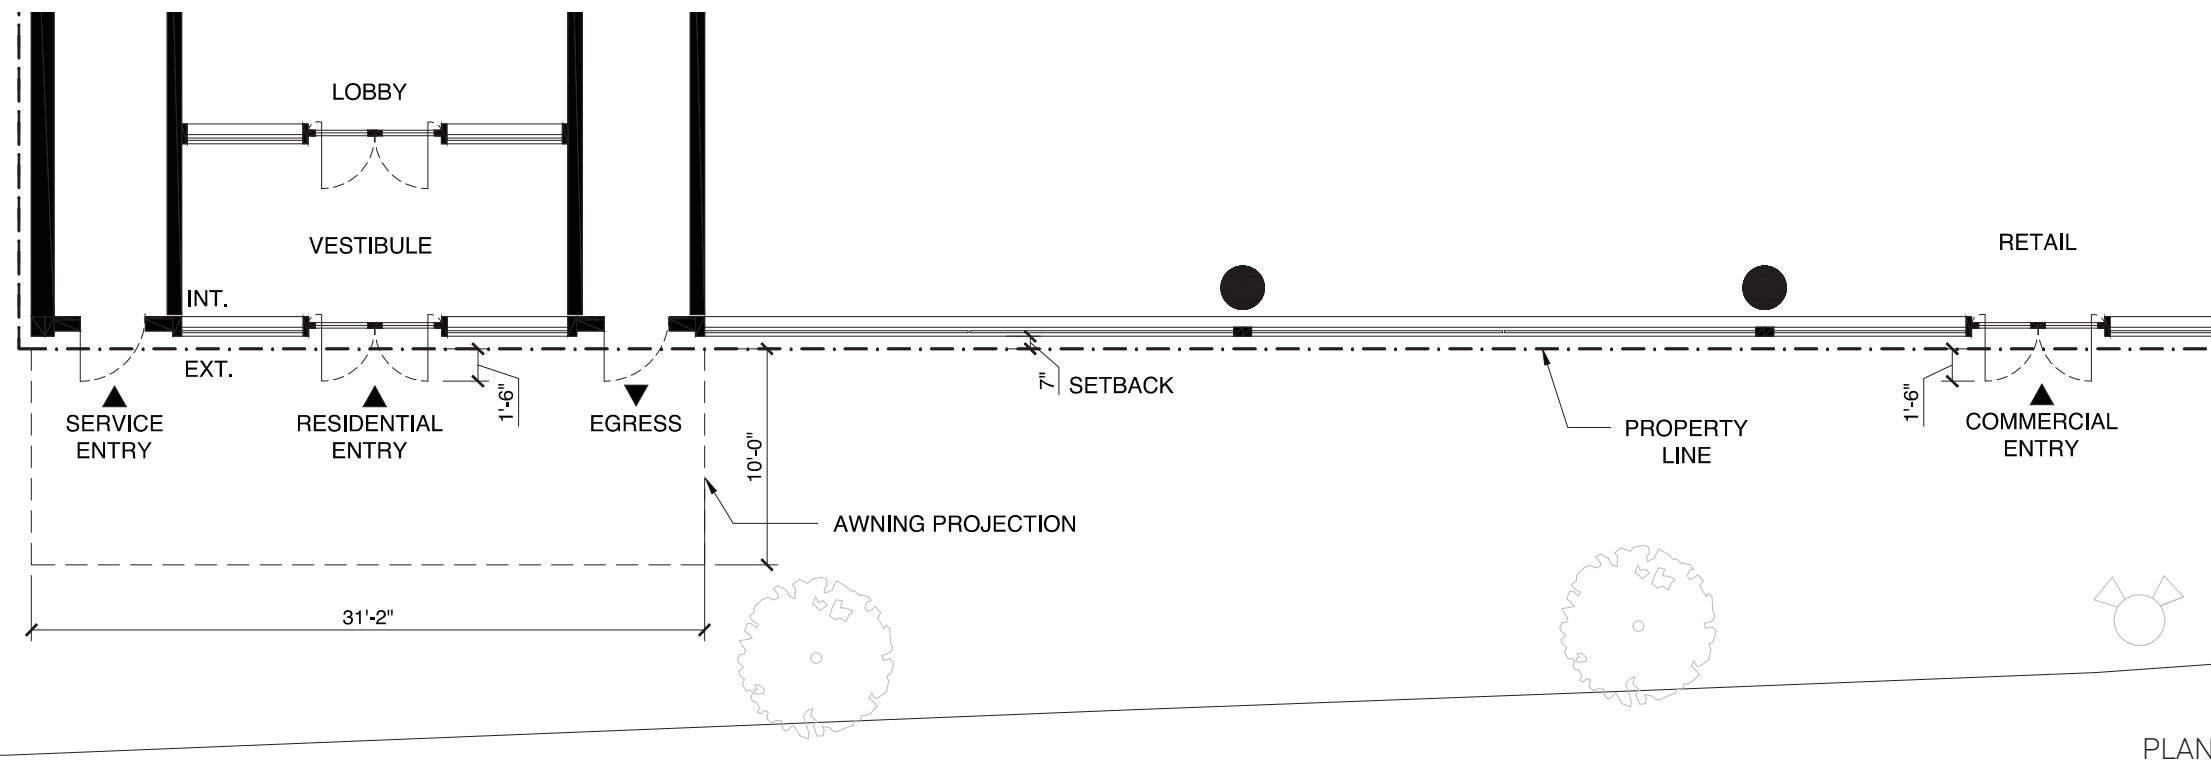 LOBBY
VESTIBULE
RETAIL
INT.
EXT.
SERVICE
ENTRY
RESIDENTIAL
ENTRY
1'-6"
EGRESS
7"
SETBACK
PROPERTY
LINE
1'-6"
COMMERCIAL
ENTRY
10'-0"
AWNING PROJECTION
31'-2"
PLAN